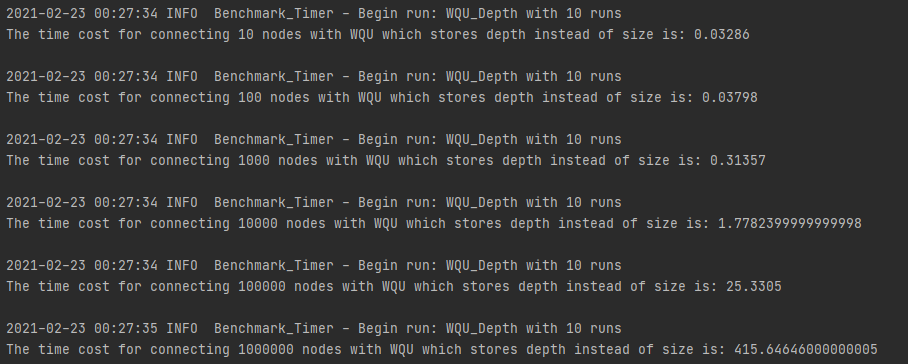 2021-02-23 00:27:34 INFO  Benchmark_Timer - Begin run: WQU_Depth with 10 runs
The time cost for connecting 10 nodes with WQU which stores depth instead of size is: 0.03286
2021-02-23 00:27:34 INFO  Benchmark_Timer - Begin run: WQU_Depth with 10 runs
The time cost for connecting 100 nodes with WQU which stores depth instead of size is: 0.03798
2021-02-23 00:27:34 INFO  Benchmark_Timer - Begin run: WQU_Depth with 10 runs
The time cost for connecting 1000 nodes with WQU which stores depth instead of size is: 0.31357
2021-02-23 00:27:34 INFO  Benchmark_Timer - Begin run: WQU_Depth with 10 runs
The time cost for connecting 10000 nodes with WQU which stores depth instead of size is: 1.7782399999999998
2021-02-23 00:27:34 INFO  Benchmark_Timer - Begin run: WQU_Depth with 10 runs
The time cost for connecting 100000 nodes with WQU which stores depth instead of size is: 25.3305
2021-02-23 00:27:35 INFO  Benchmark_Timer - Begin run: WQU_Depth with 10 runs
The time cost for connecting 1000000 nodes with WQU which stores depth instead of size is: 415.64646000000005